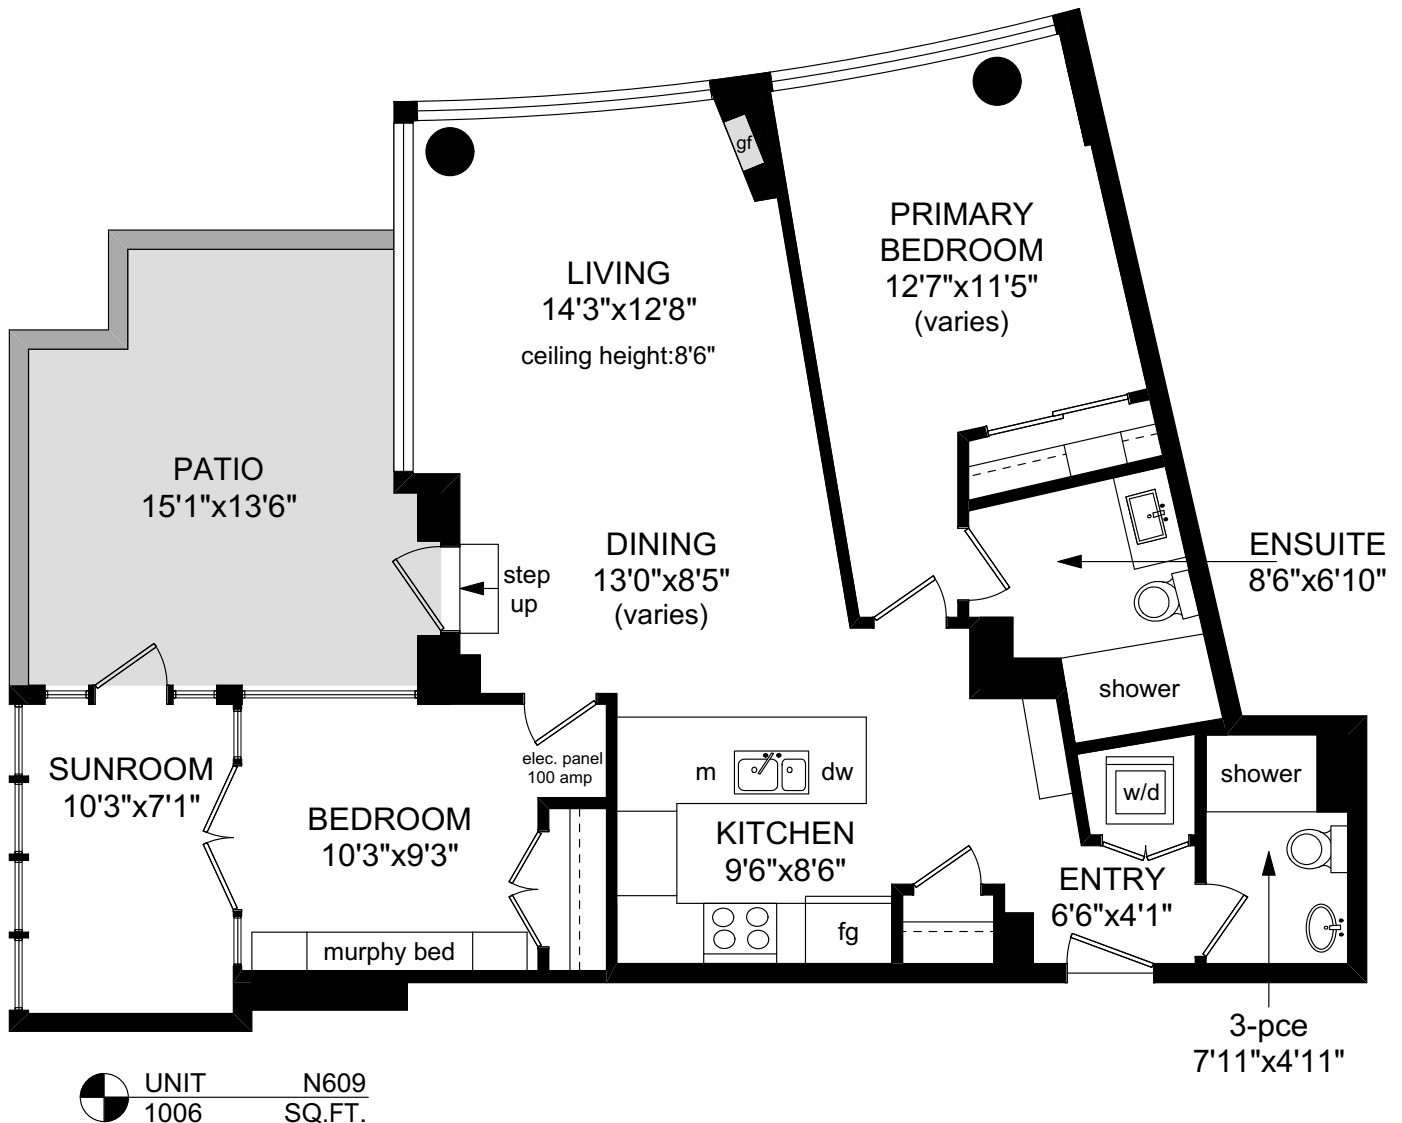 gf
PRIMARY
BEDROOM
12'7"x11'5"
(varies)
LIVING
14'3"x12'8"
ceiling height:8'6"
PATIO
15'1"x13'6"
DINING
13'0"x8'5"
(varies)
step
up
ENSUITE
8'6"x6'10"
shower
SUNROOM
10'3"x7'1"
elec. panel
100 amp
m
dw
w/d
shower
BEDROOM
10'3"x9'3"
KITCHEN
9'6"x8'6"
ENTRY
6'6"x4'1"
murphy bed
fg
3-pce
7'11"x4'11"
UNIT N609
1006 SQ.FT.